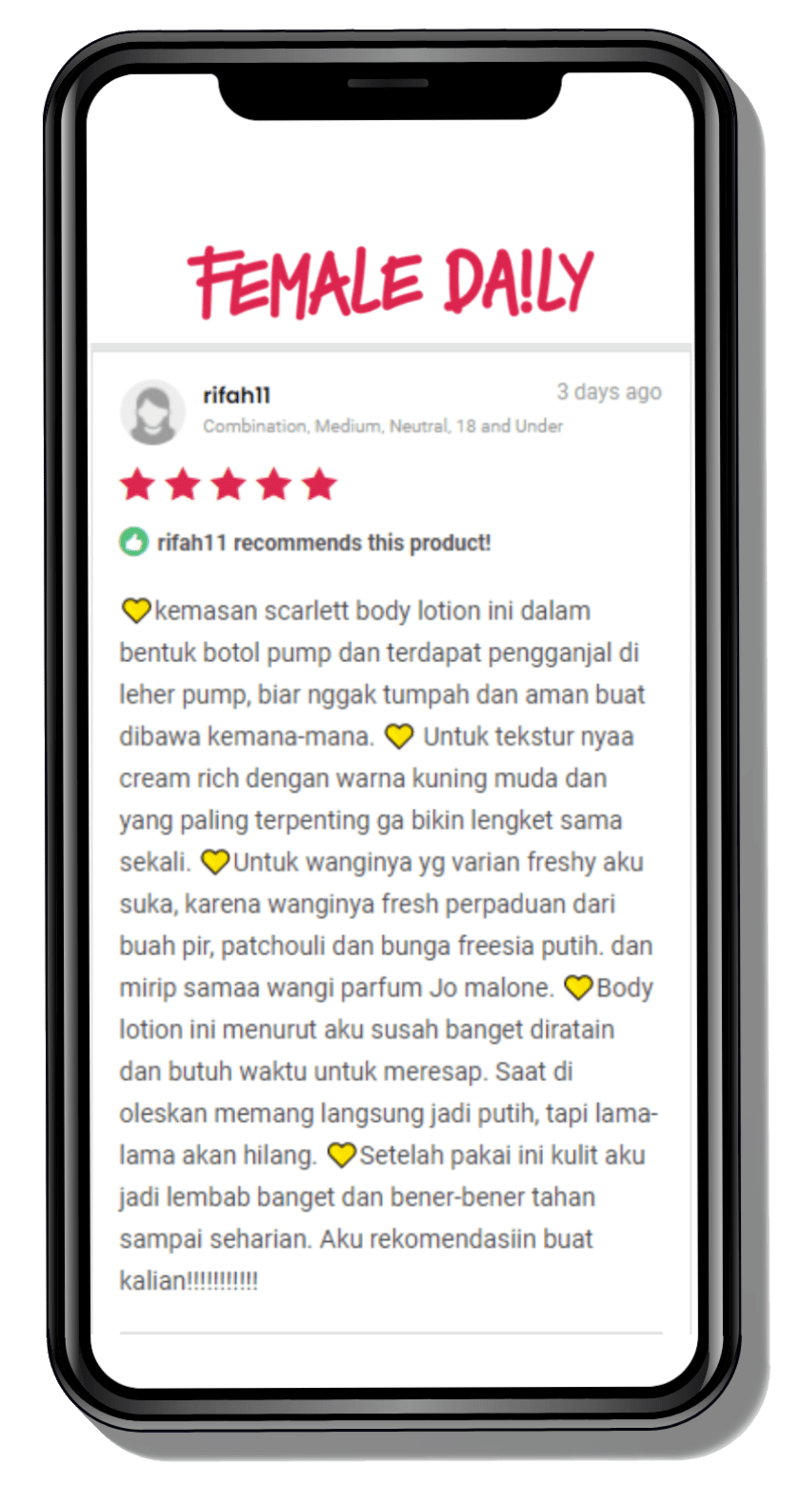 FEMALE DA!LY
rifah11
3 days ago
Combination, Medium, Neutral, 18 and Under
rifah11 recommends this product!
💛kemasan scarlett body lotion ini dalam
bentuk botol pump dan terdapat pengganjal di
leher pump, biar nggak tumpah dan aman buat
dibawa kemana-mana. 💛 Untuk tekstur nyaa
cream rich dengan warna kuning muda dan
yang paling terpenting ga bikin lengket sama
sekali. 💛Untuk wanginya yg varian freshy aku
suka, karena wanginya fresh perpaduan dari
buah pir, patchouli dan bunga freesia putih. dan
mirip samaa wangi parfum Jo malone. 💛Body
lotion ini menurut aku susah banget diratain
dan butuh waktu untuk meresap. Saat di
oleskan memang langsung jadi putih, tapi lama-
lama akan hilang. 💛Setelah pakai ini kulit aku
jadi lembab banget dan bener-bener tahan
sampai seharian. Aku rekomendasiin buat
kalian!!!!!!!!!!!